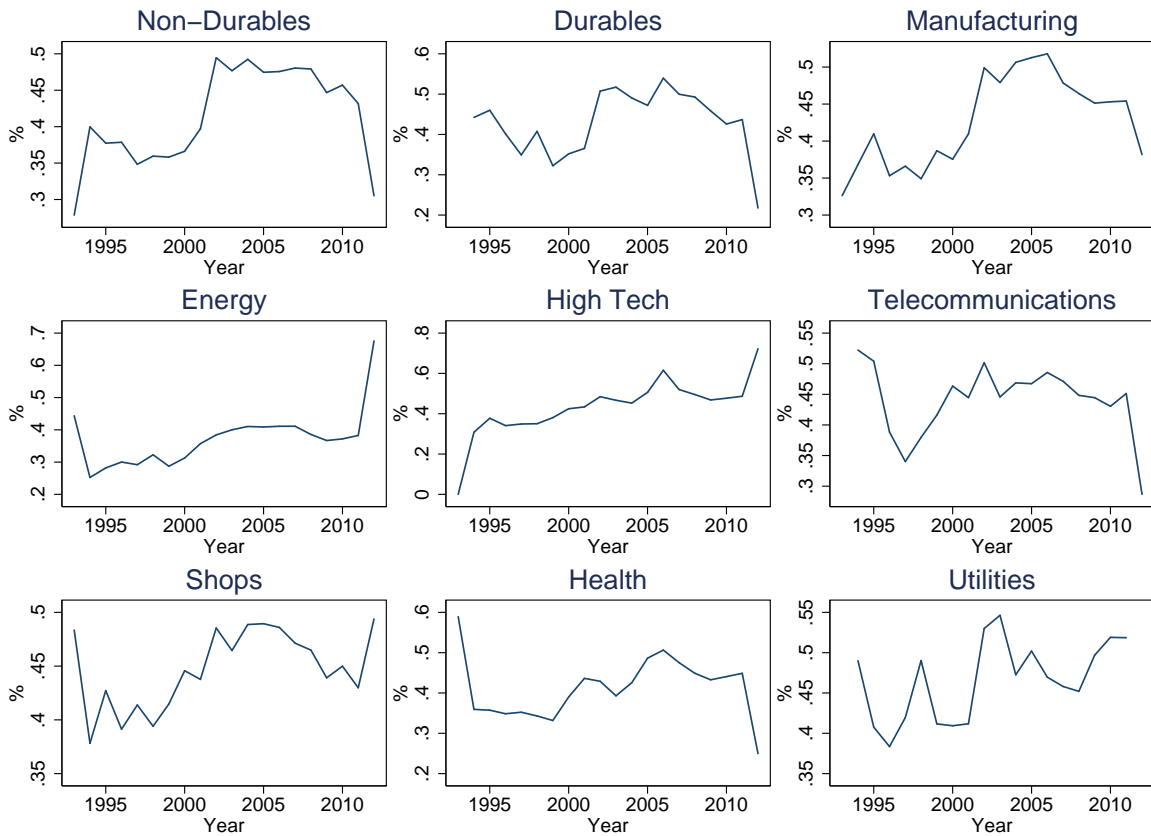 Non−Durables
Durables
Manufacturing
.5
.45
.4
.35
.3
%
1995 2000 2005 2010
Year
.6
.5
.4
.3
.2
%
1995 2000 2005 2010
Year
.5
.45
.4
.35
.3
%
1995 2000 2005 2010
Year
Energy
High Tech
Telecommunications
.7
.6
.5
.4
.3
.2
%
1995 2000 2005 2010
Year
.8
.6
.4
.2
0
%
1995 2000 2005 2010
Year
.55
.5
.45
.4
.35
.3
%
1995 2000 2005 2010
Year
Shops
Health
Utilities
.5
.45
.4
.35
%
1995 2000 2005 2010
Year
.6
.5
.4
.3
.2
%
1995 2000 2005 2010
Year
.55
.5
.45
.4
.35
%
1995 2000 2005 2010
Year